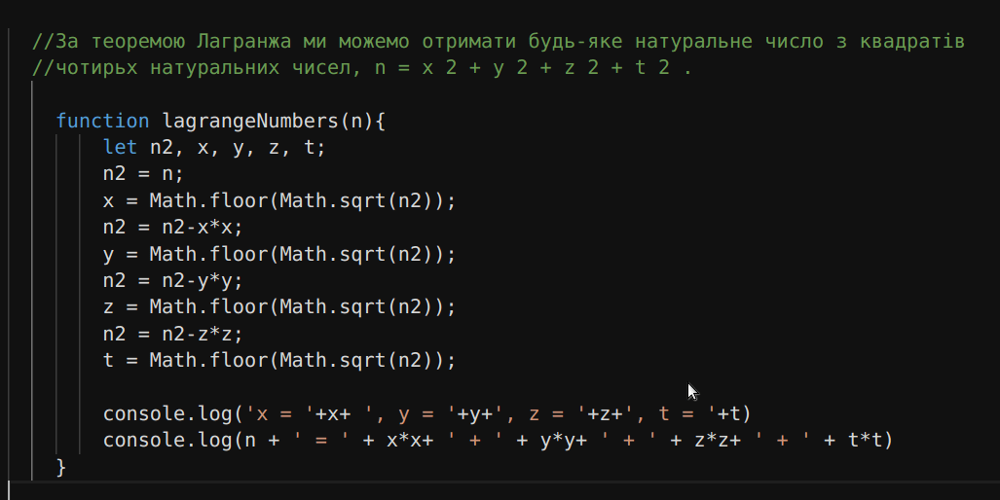 //За теоремою Лагранжа ми можемо отримати будь-яке натуральне число з квадратів
//чотирьх натуральних чисел, n = x 2 + y 2 + z 2 + t 2 .
function lagrangeNumbers(n){
let n2, x, y, z, t;
n2 = n;
x = Math.floor(Math.sqrt(n2));
n2 = n2-x*x;
y = Math.floor(Math.sqrt(n2));
n2 = n2-y*y;
z = Math.floor(Math.sqrt(n2));
n2 = n2-z*z;
t = Math.floor(Math.sqrt(n2));
console.log('x = '+x+ ', y = '+y+', z = '+z+', t = '+t)
console.log(n + ' = ' + x*x+ ' + ' + y*y+ ' + ' + z*z+ ' + ' + t*t)
}